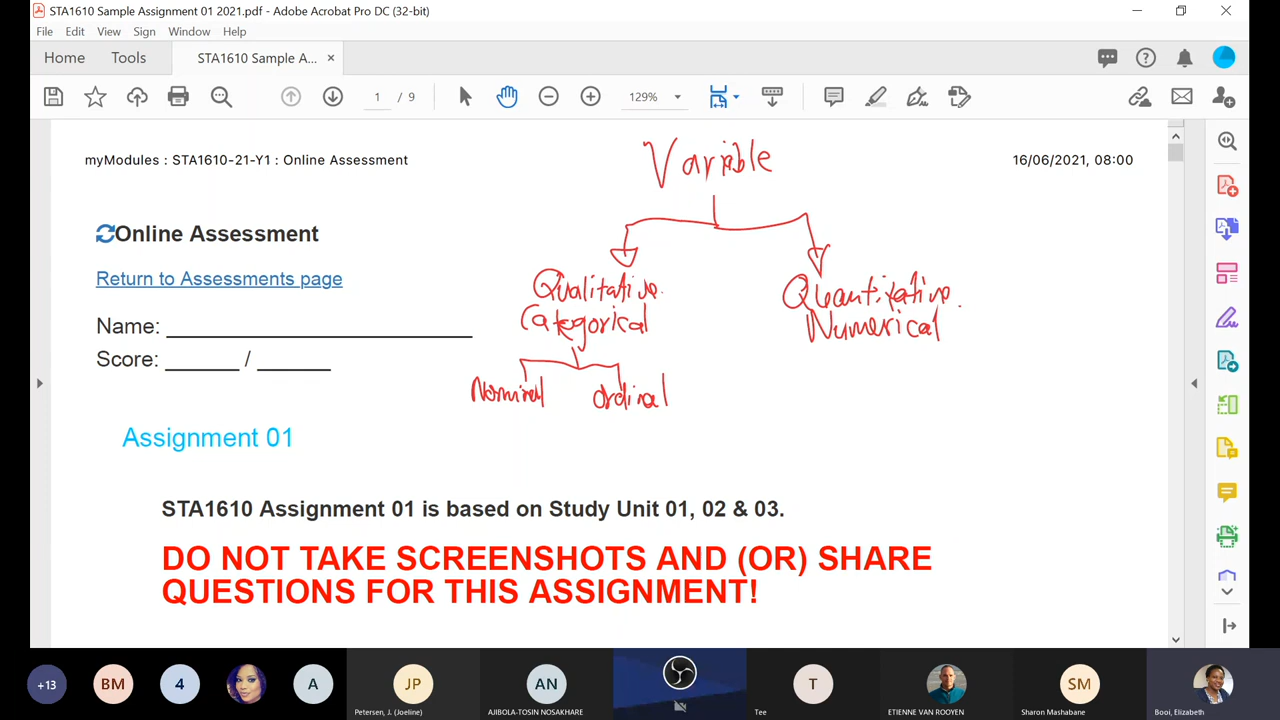 STA1610 Sample Assignment 01 2021.pdf - Adobe Acrobat Pro DC (32-bit)
File Edit View Sign Window Help
Home Tools STA1610 Sample A... ×
1 / 9 129%
myModules : STA1610-21-Y1 : Online Assessment 16/06/2021, 08:00
Variable
Online Assessment
Return to Assessments page
Qualitative Quantitative
Categorical Numerical
Name:
Score: /
Nominal Ordinal
Assignment 01
STA1610 Assignment 01 is based on Study Unit 01, 02 & 03.
DO NOT TAKE SCREENSHOTS AND (OR) SHARE
QUESTIONS FOR THIS ASSIGNMENT!
+13 BM 4 A JP AN T SM
Petersen, J. (Joeline) AJIBOLA-TOSIN NOSAKHARE Tee ETIENNE VAN ROOYEN Sharon Mashabane Booi, Elizabeth